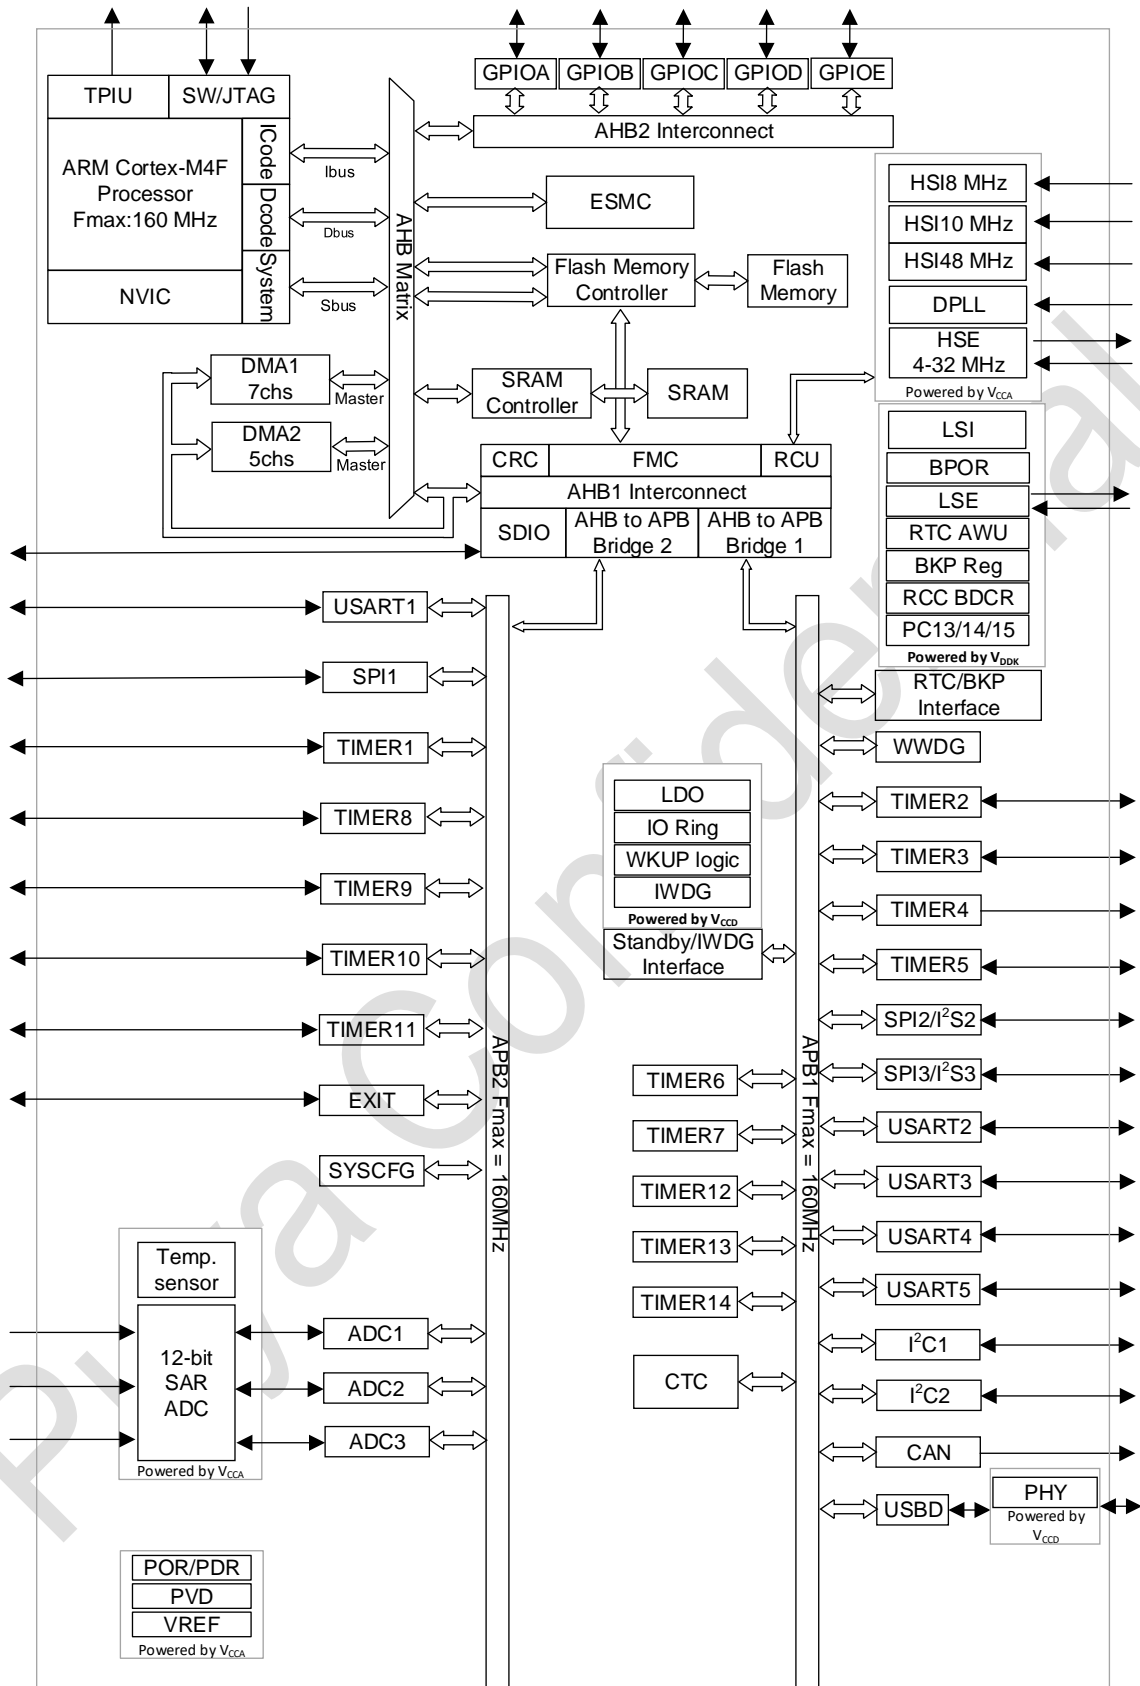 GPIOA
GPIOB
GPIOC
GPIOD
GPIOE
AHB2 Interconnect
TPIU
SW/JTAG
ARM Cortex-M4F
Processor
Fmax:160 MHz
NVIC
ICode
Dcode
System
Ibus
Dbus
Sbus
AHB Matrix
ESMC
Flash Memory
Controller
Flash
Memory
HSI8 MHz
HSI10 MHz
HSI48 MHz
DPLL
HSE
4-32 MHz
Powered by VCCA
DMA1
7chs
Master
DMA2
5chs
Master
SRAM
Controller
SRAM
CRC
FMC
RCU
AHB1 Interconnect
SDIO
AHB to APB
Bridge 2
AHB to APB
Bridge 1
LSI
BPOR
LSE
RTC AWU
BKP Reg
RCC BDCR
PC13/14/15
Powered by VDDK
RTC/BKP
Interface
USART1
SPI1
TIMER1
TIMER8
TIMER9
TIMER10
TIMER11
EXIT
SYSCFG
APB2 Fmax = 160MHz
LDO
IO Ring
WKUP logic
IWDG
Powered by VCCD
Standby/IWDG
Interface
TIMER6
TIMER7
TIMER12
TIMER13
TIMER14
CTC
APB1 Fmax = 160MHz
WWDG
TIMER2
TIMER3
TIMER4
TIMER5
SPI2/I²S2
SPI3/I²S3
USART2
USART3
USART4
USART5
I²C1
I²C2
CAN
USBD
PHY
Powered by
VCCD
Temp.
sensor
12-bit
SAR
ADC
Powered by VCCA
ADC1
ADC2
ADC3
POR/PDR
PVD
VREF
Powered by VCCA
Puya Confidential